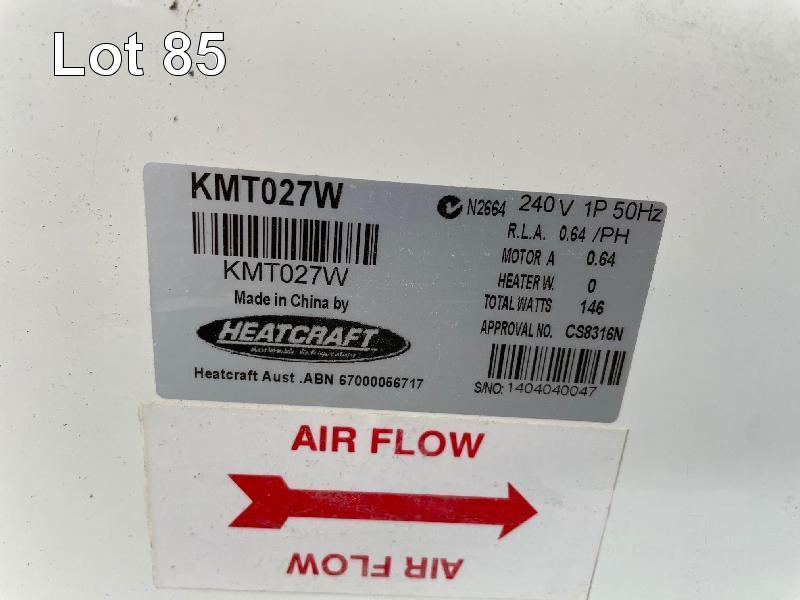 Lot 85
KMT027W
N2664 240V 1P 50Hz
R.L.A. 0.64 /PH
KMT027W
MOTOR A 0.64
HEATER W. 0
Made in China by
TOTAL WATTS 146
HEATCRAFT
APPROVAL NO. CS8316N
Heatcraft Aust .ABN 67000056717
S/NO: 1404040047
AIR FLOW
AIR FLOW